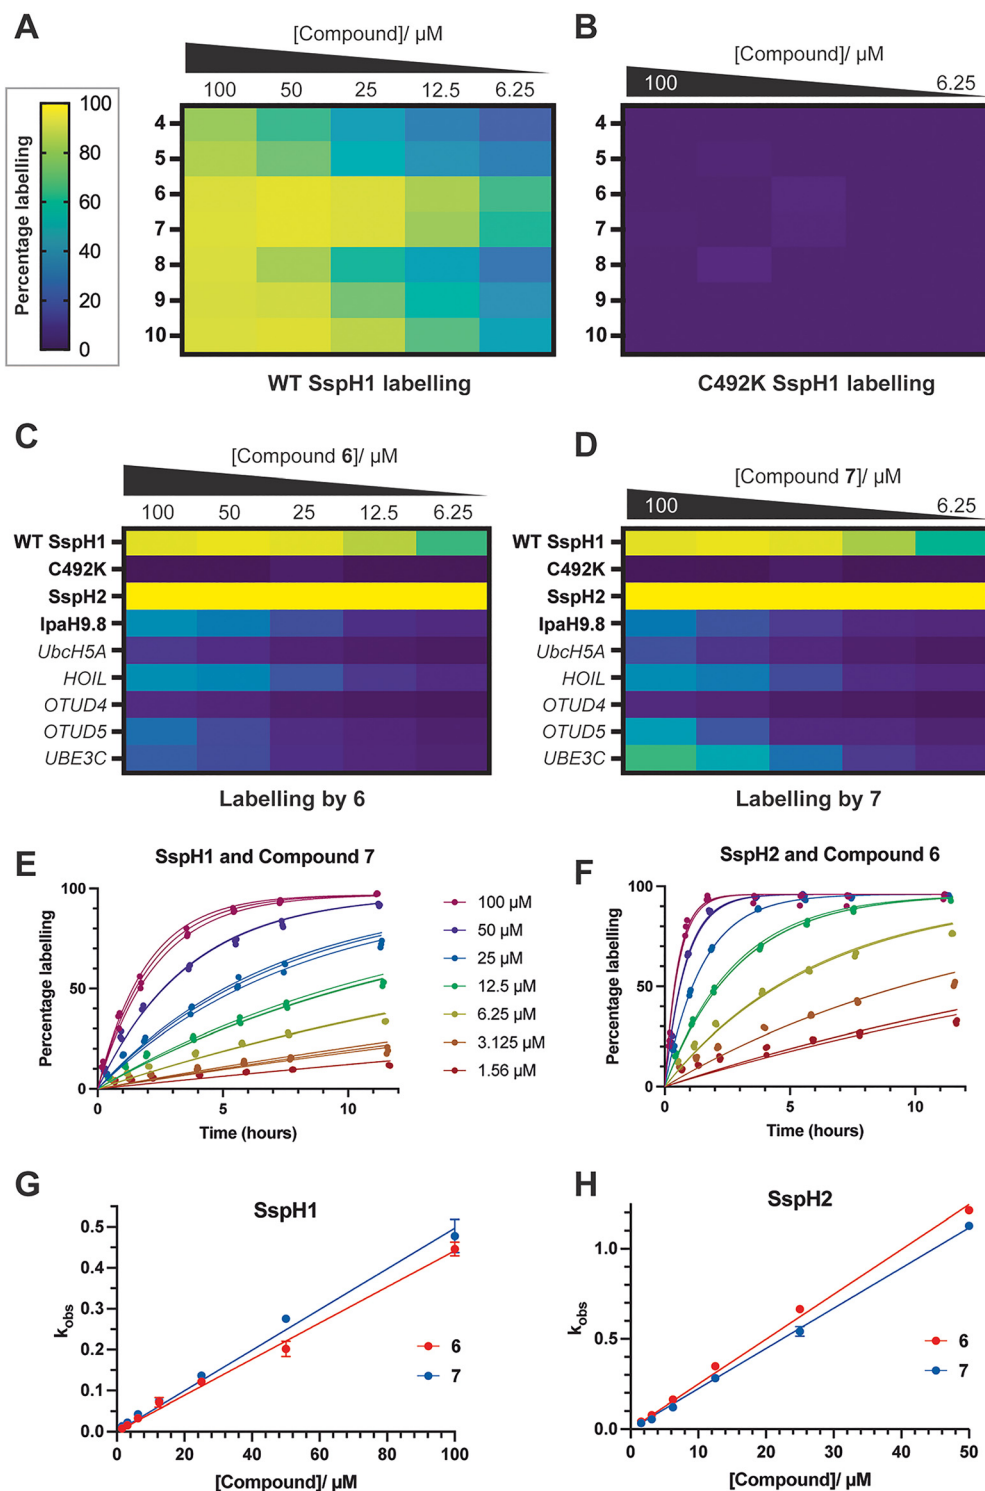 A
[Compound]/ µM
100 50 25 12.5 6.25
B
[Compound]/ µM
100 6.25
Percentage labelling
100
80
60
40
20
0
4
5
6
7
8
9
10
4
5
6
7
8
9
10
WT SspH1 labelling
C492K SspH1 labelling
C
[Compound 6]/ µM
100 50 25 12.5 6.25
D
[Compound 7]/ µM
100 6.25
WT SspH1
C492K
SspH2
IpaH9.8
UbcH5A
HOIL
OTUD4
OTUD5
UBE3C
WT SspH1
C492K
SspH2
IpaH9.8
UbcH5A
HOIL
OTUD4
OTUD5
UBE3C
Labelling by 6
Labelling by 7
E
SspH1 and Compound 7
Percentage labelling
100
50
0
0 5 10
Time (hours)
100 µM
50 µM
25 µM
12.5 µM
6.25 µM
3.125 µM
1.56 µM
F
SspH2 and Compound 6
Percentage labelling
100
50
0
0 5 10
Time (hours)
G
SspH1
kobs
0.5
0.4
0.3
0.2
0.1
0.0
0 20 40 60 80 100
[Compound]/ µM
6
7
H
SspH2
kobs
1.0
0.5
0.0
0 10 20 30 40 50
[Compound]/ µM
6
7